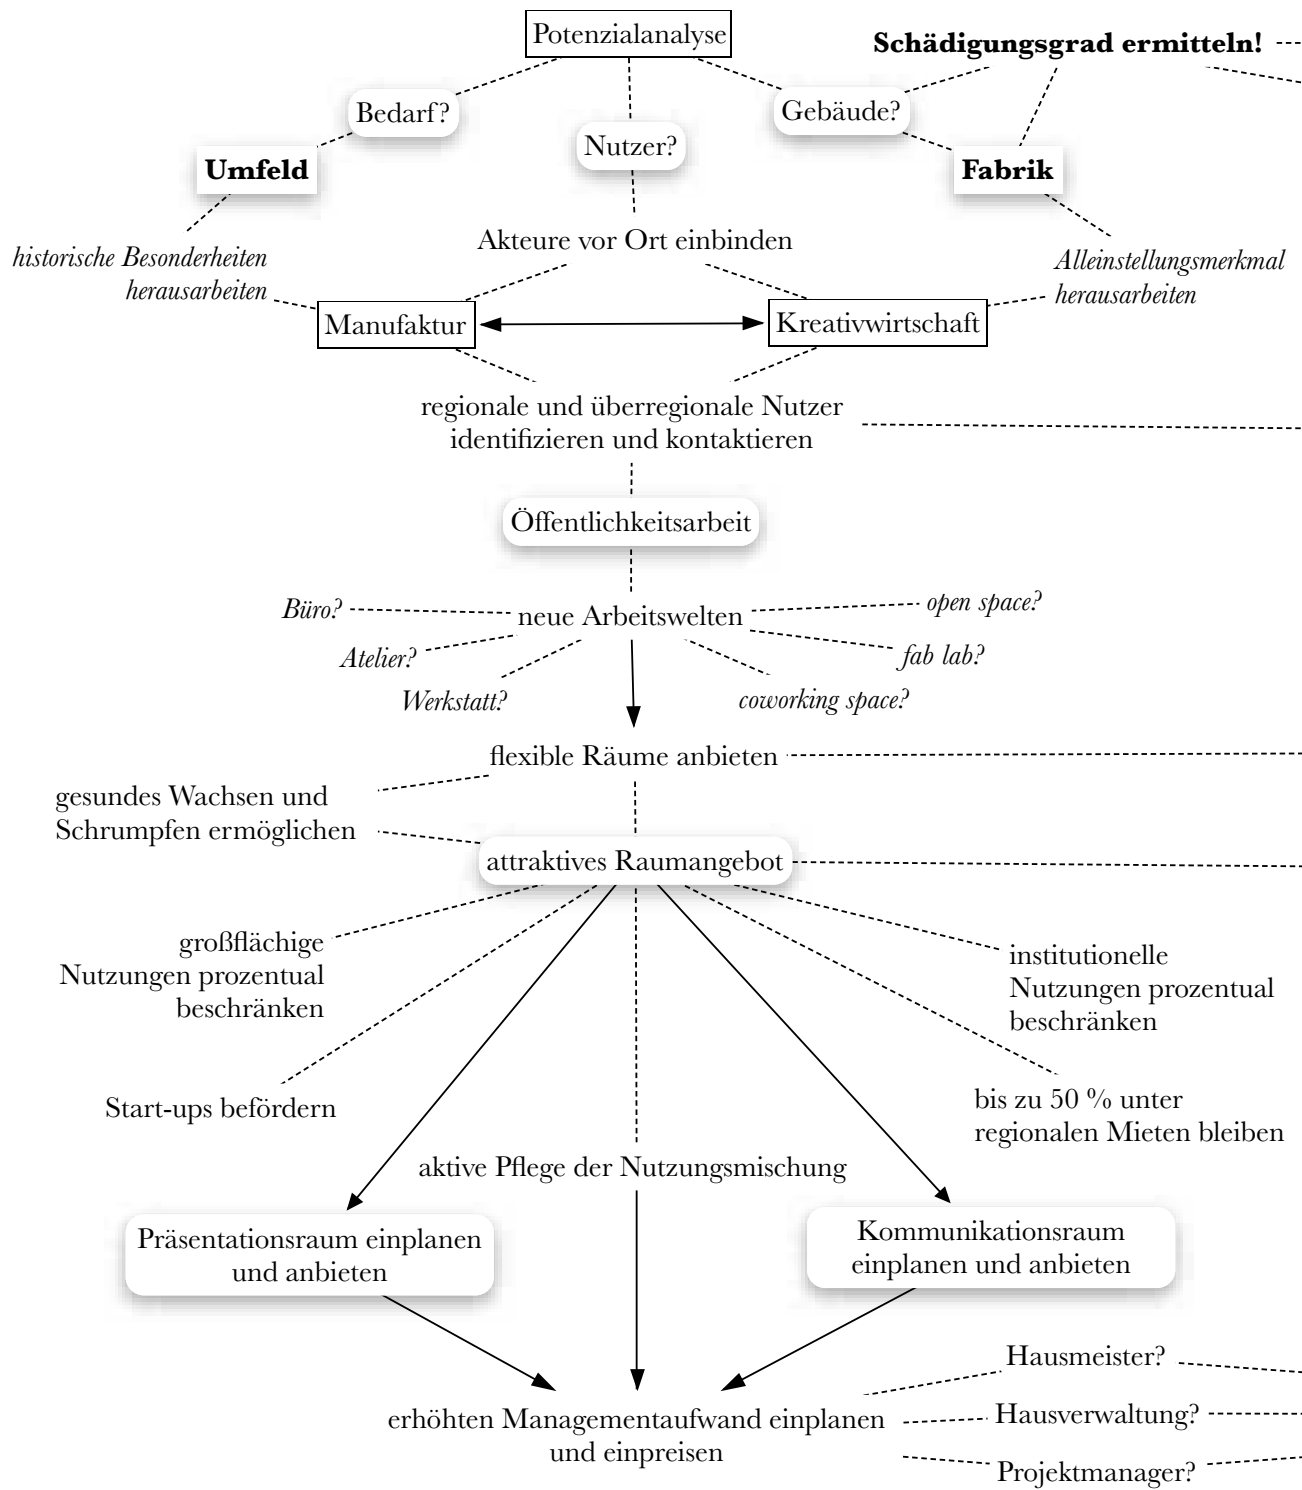 Potenzialanalyse
Schädigungsgrad ermitteln!
Bedarf?
Gebäude?
Nutzer?
Umfeld
Fabrik
Akteure vor Ort einbinden
historische Besonderheiten
herausarbeiten
Alleinstellungsmerkmal
herausarbeiten
Manufaktur
Kreativwirtschaft
regionale und überregionale Nutzer
identifizieren und kontaktieren
Öffentlichkeitsarbeit
Büro?
neue Arbeitswelten
open space?
Atelier?
fab lab?
Werkstatt?
coworking space?
flexible Räume anbieten
gesundes Wachsen und
Schrumpfen ermöglichen
attraktives Raumangebot
großflächige
Nutzungen prozentual
beschränken
institutionelle
Nutzungen prozentual
beschränken
Start-ups befördern
bis zu 50 % unter
regionalen Mieten bleiben
aktive Pflege der Nutzungsmischung
Präsentationsraum einplanen
und anbieten
Kommunikationsraum
einplanen und anbieten
Hausmeister?
erhöhten Managementaufwand einplanen
und einpreisen
Hausverwaltung?
Projektmanager?